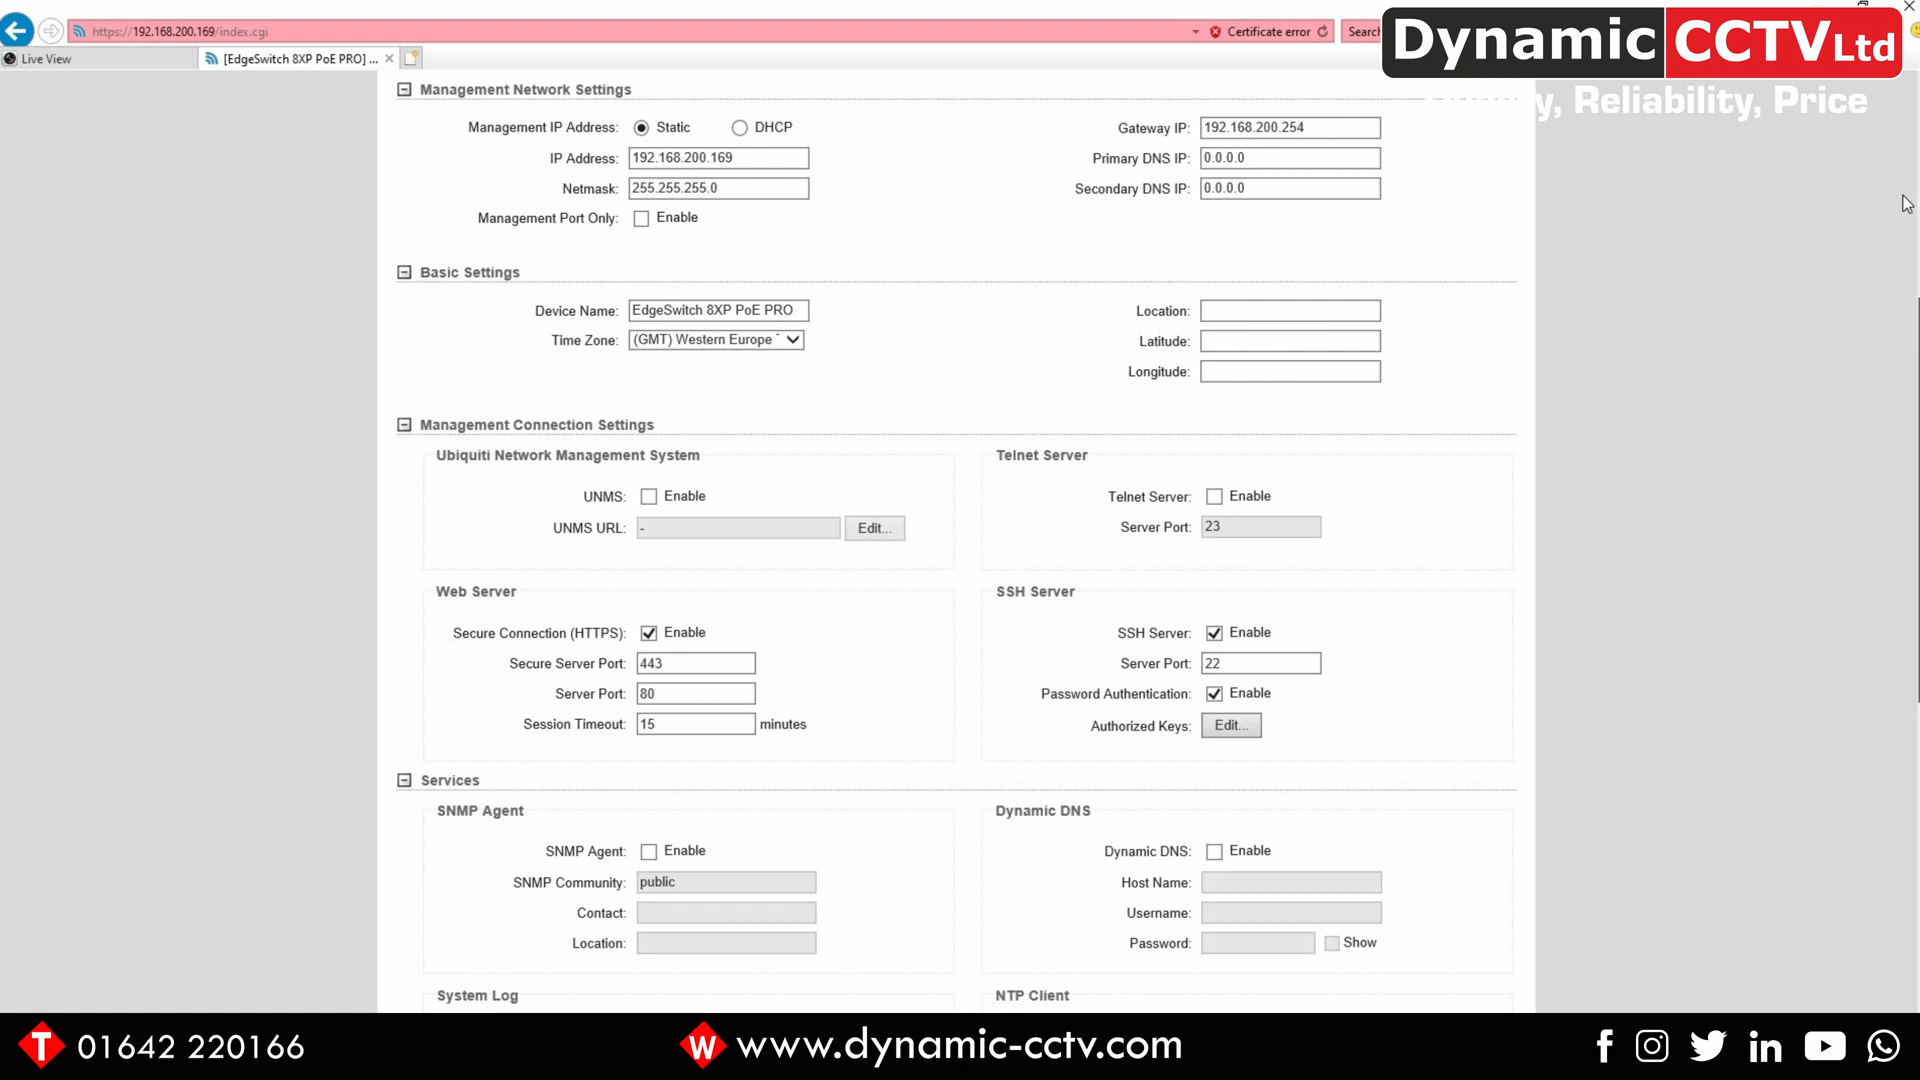 https://192.168.200.169/index.cgi
Certificate error
Search
Dynamic CCTV Ltd
Live View
[EdgeSwitch 8XP PoE PRO] ...
Reliability, Price
Management Network Settings
Management IP Address: Static DHCP
Gateway IP: 192.168.200.254
IP Address: 192.168.200.169
Primary DNS IP: 0.0.0.0
Netmask: 255.255.255.0
Secondary DNS IP: 0.0.0.0
Management Port Only: Enable
Basic Settings
Device Name: EdgeSwitch 8XP PoE PRO
Location:
Time Zone: (GMT) Western Europe
Latitude:
Longitude:
Management Connection Settings
Ubiquiti Network Management System
Telnet Server
UNMS: Enable
Telnet Server: Enable
UNMS URL: - Edit...
Server Port: 23
Web Server
SSH Server
Secure Connection (HTTPS): Enable
SSH Server: Enable
Secure Server Port: 443
Server Port: 22
Server Port: 80
Password Authentication: Enable
Session Timeout: 15 minutes
Authorized Keys: Edit...
Services
SNMP Agent
Dynamic DNS
SNMP Agent: Enable
Dynamic DNS: Enable
SNMP Community: public
Host Name:
Contact:
Username:
Location:
Password: Show
System Log
NTP Client
T 01642 220166
W www.dynamic-cctv.com